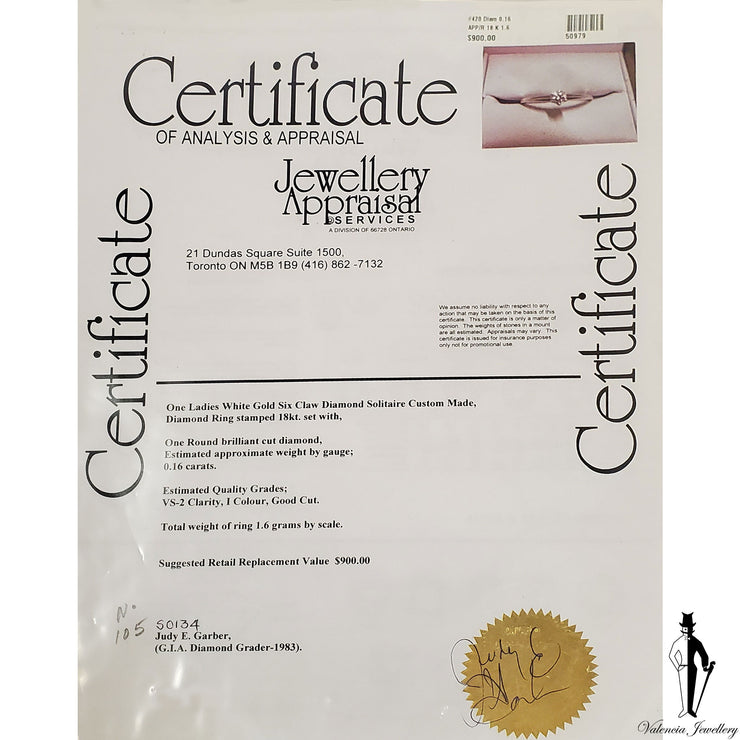 #420 Diam 0.16
APP/R 18 K 1.6
$900.00
50979
Certificate
OF ANALYSIS & APPRAISAL
Jewellery
Appraisal
SERVICES
A DIVISION OF 66728 ONTARIO
21 Dundas Square Suite 1500,
Toronto ON M5B 1B9 (416) 862 -7132
Certificate
Certificate
We assume no liability with respect to any
action that may be taken on the basis of this
certificate. This certificate is only a matter of
opinion. The weights of stones in a mount
are all estimated. Appraisals may vary. This
certificate is issued for insurance purposes
only not for promotional use.
One Ladies White Gold Six Claw Diamond Solitaire Custom Made,
Diamond Ring stamped 18kt. set with,
One Round brilliant cut diamond,
Estimated approximate weight by gauge;
0.16 carats.
Estimated Quality Grades;
VS-2 Clarity, I Colour, Good Cut.
Total weight of ring 1.6 grams by scale.
Suggested Retail Replacement Value $900.00
No
105
50134
Judy E. Garber,
(G.I.A. Diamond Grader-1983).
Judy E
Garber
Valencia Jewellery